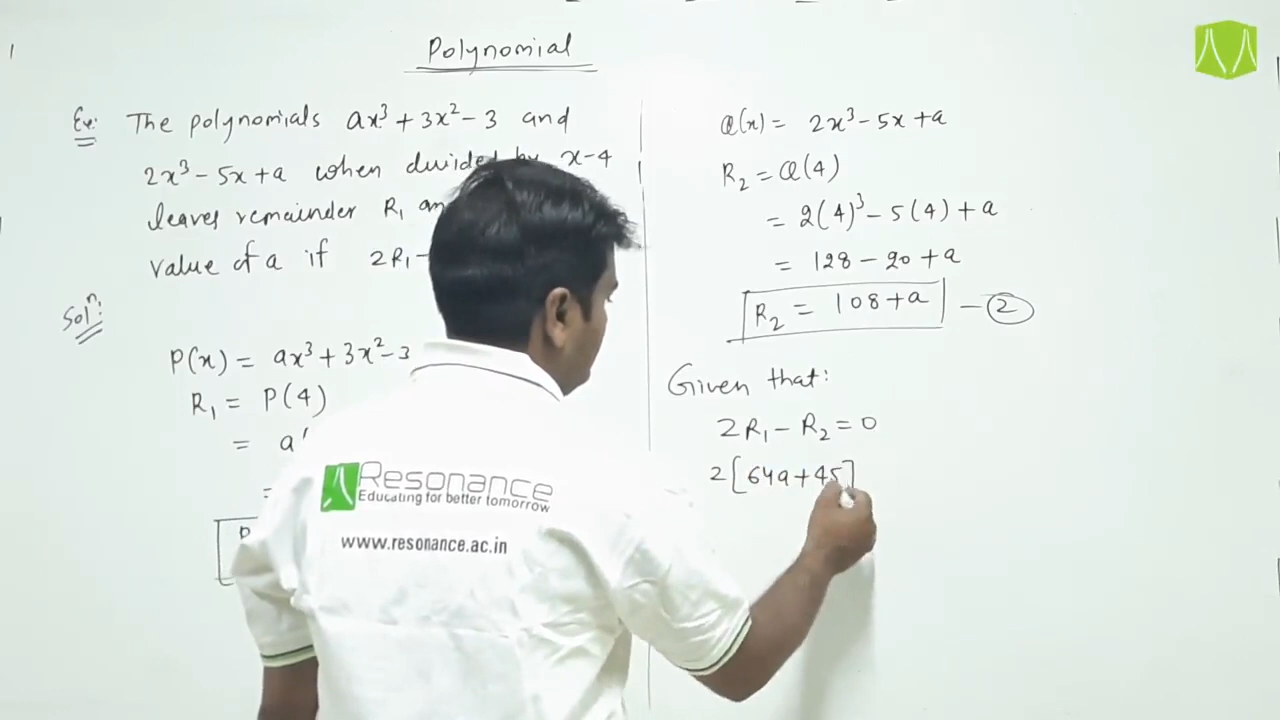 Polynomial
Ex: The polynomials ax³ + 3x² - 3 and
2x³ - 5x + a when divided by x-4
leaves remainder R₁
value of a if 2R₁ -
Solⁿ:
P(x) = ax³ + 3x² - 3
R₁ = P(4)
= a
=
Q(x) = 2x³ - 5x + a
R₂ = Q(4)
= 2(4)³ - 5(4) + a
= 128 - 20 + a
R₂ = 108 + a - ②
Given that:
2R₁ - R₂ = 0
2[64a + 45]
Resonance
Educating for better tomorrow
www.resonance.ac.in